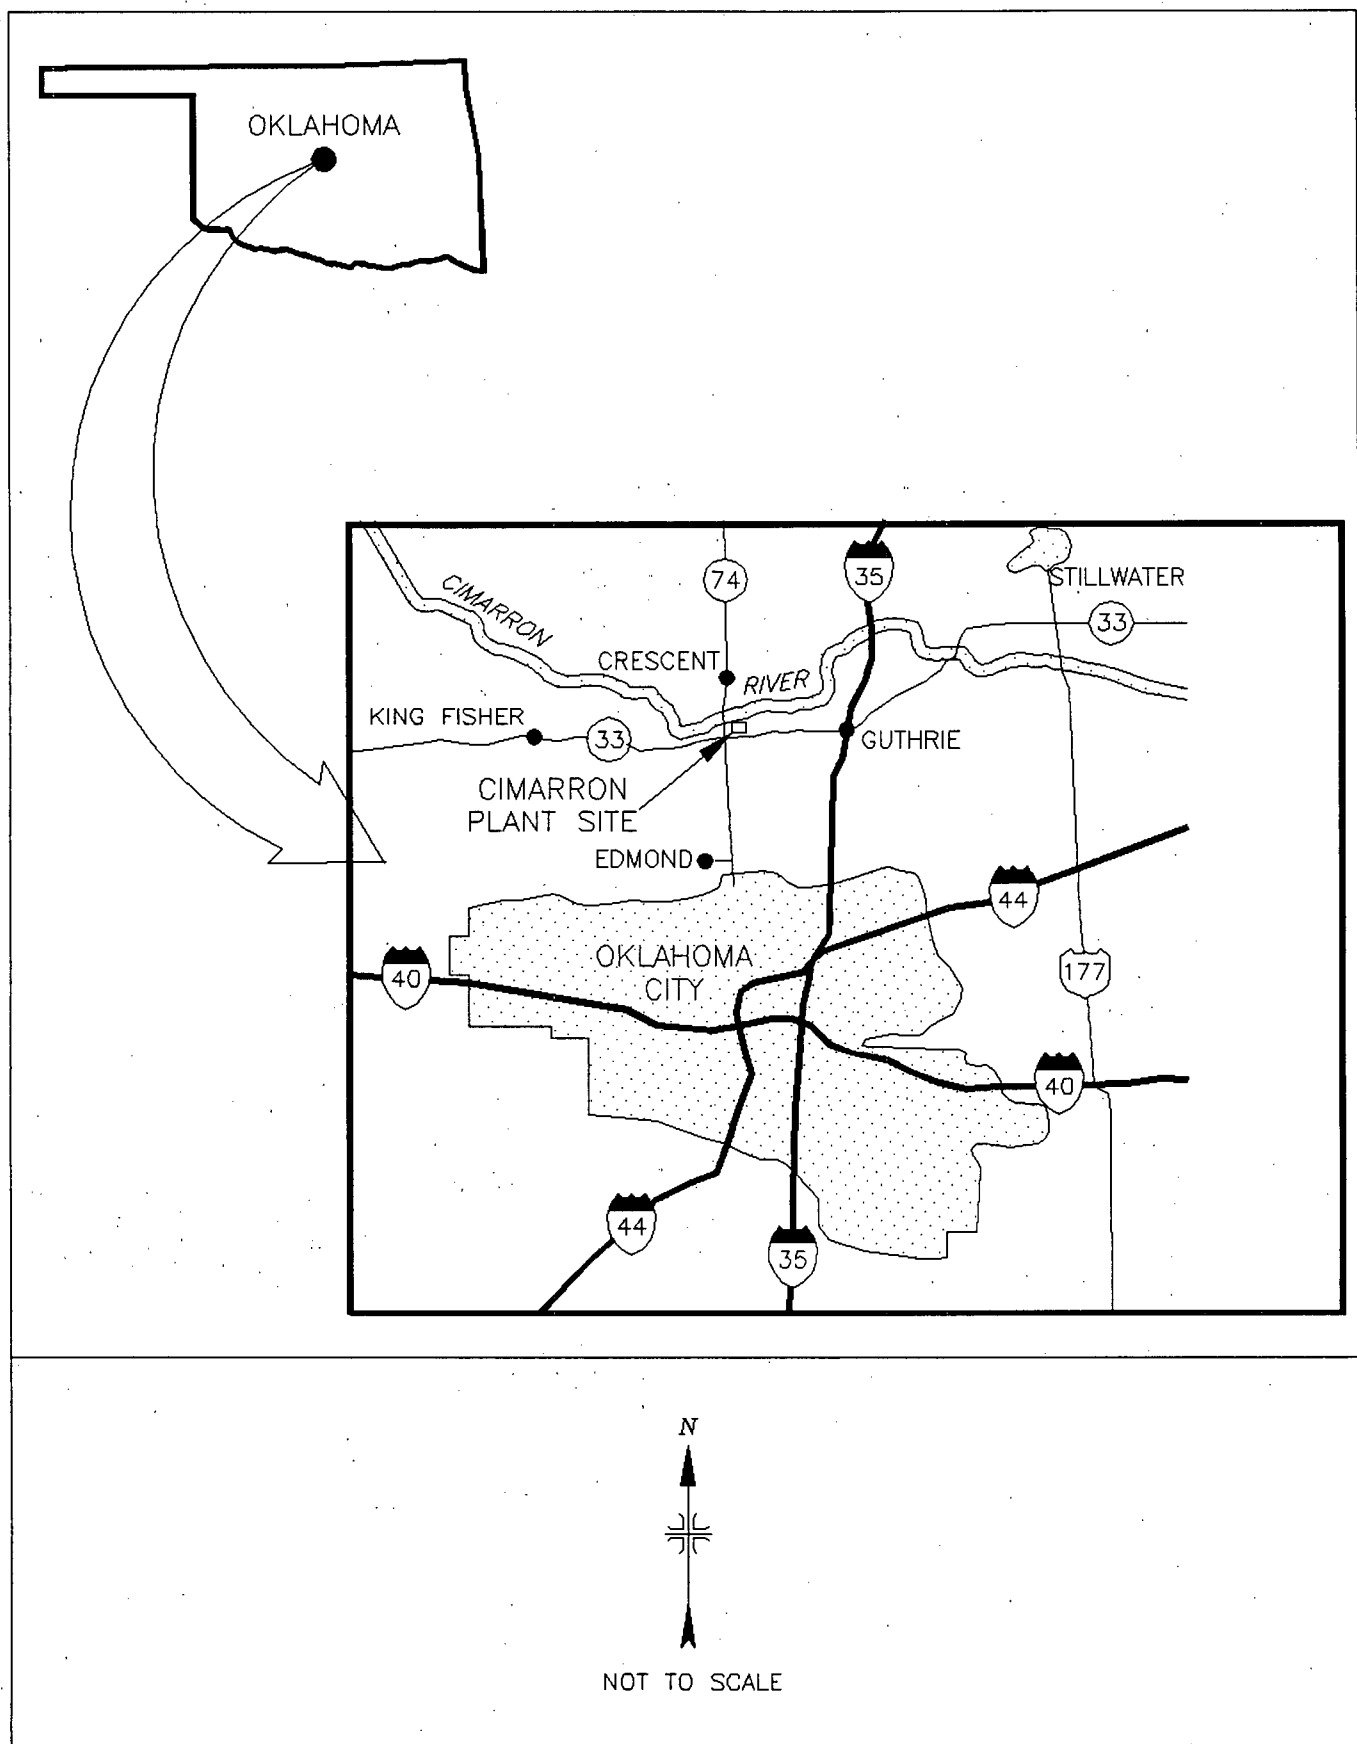 OKLAHOMA
CIMARRON
74
35
STILLWATER
33
CRESCENT
RIVER
KING FISHER
33
GUTHRIE
CIMARRON
PLANT SITE
EDMOND
44
OKLAHOMA
CITY
40
177
40
44
35
N
NOT TO SCALE